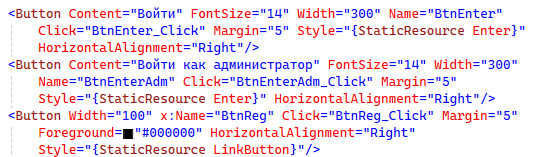 <Button Content="Войти" FontSize="14" Width="300" Name="BtnEnter"
Click="BtnEnter_Click" Margin="5" Style="{StaticResource Enter}"
HorizontalAlignment="Right"/>
<Button Content="Войти как администратор" FontSize="14" Width="300"
Name="BtnEnterAdm" Click="BtnEnterAdm_Click" Margin="5"
Style="{StaticResource Enter}" HorizontalAlignment="Right"/>
<Button Width="100" x:Name="BtnReg" Click="BtnReg_Click" Margin="5"
Foreground="#000000" HorizontalAlignment="Right"
Style="{StaticResource LinkButton}"/>